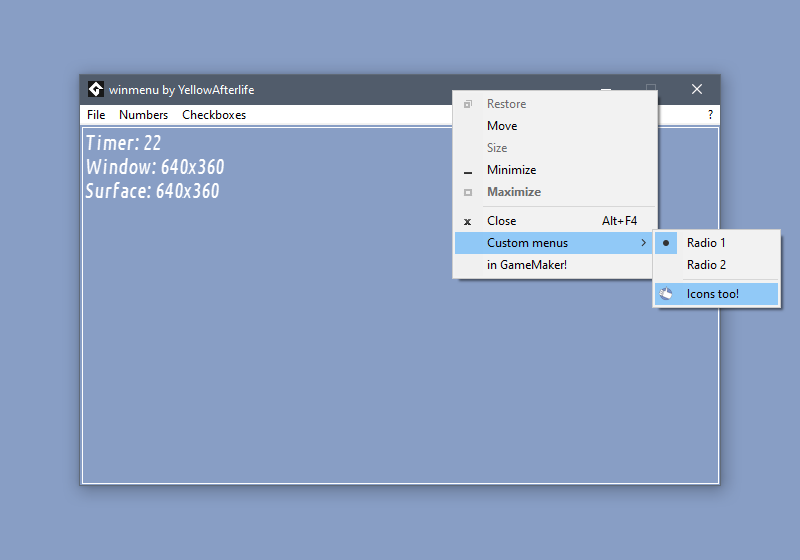 winmenu by YellowAfterlife
File Numbers Checkboxes ?
Timer: 22
Window: 640x360
Surface: 640x360
Restore
Move
Size
Minimize
Maximize
Close Alt+F4
Custom menus
in GameMaker!
Radio 1
Radio 2
Icons too!